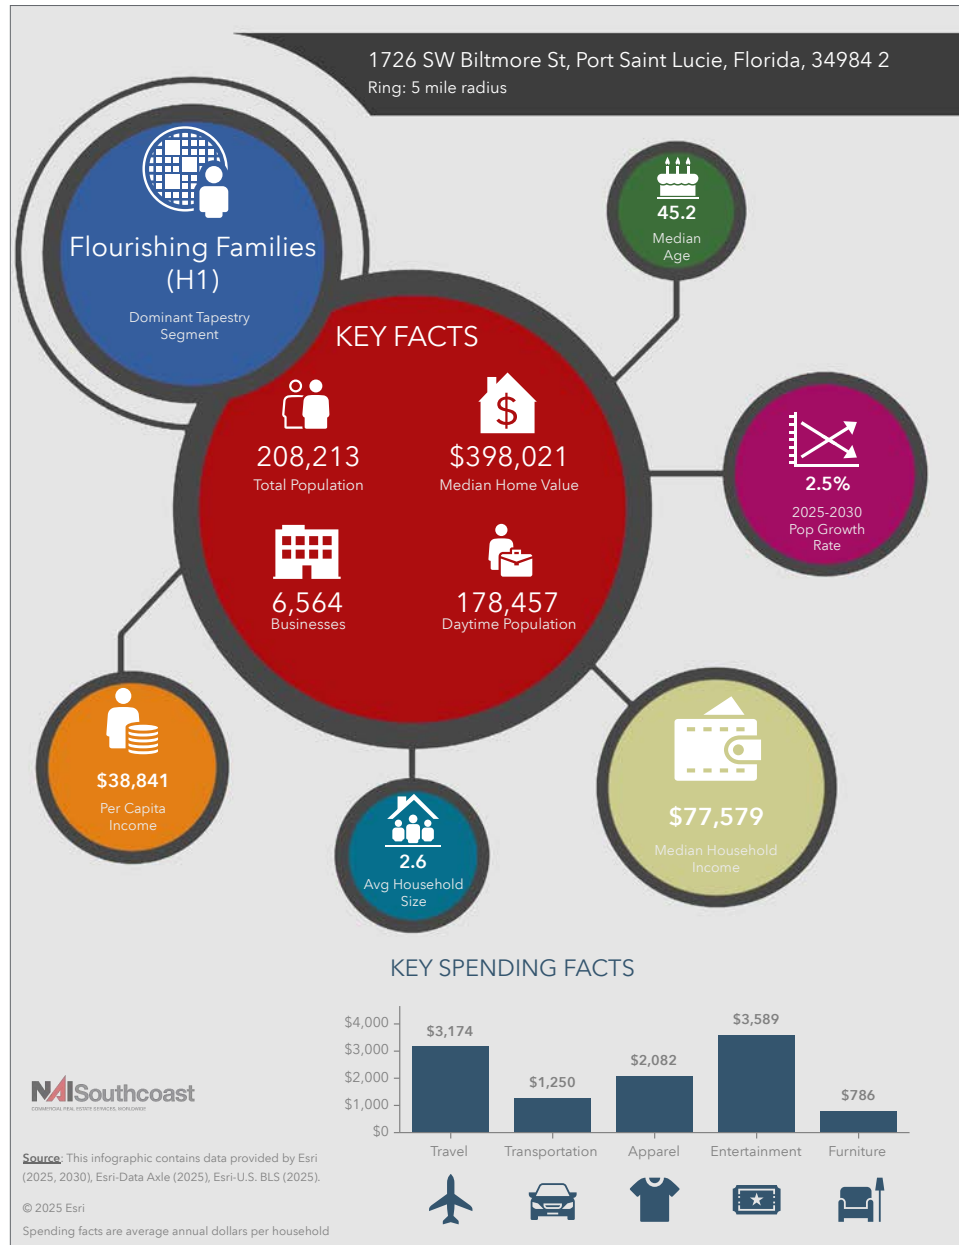 1726 SW Biltmore St, Port Saint Lucie, Florida, 34984 2
Ring: 5 mile radius
Flourishing Families
(H1)
Dominant Tapestry
Segment
45.2
Median
Age
KEY FACTS
208,213
Total Population
$398,021
Median Home Value
6,564
Businesses
178,457
Daytime Population
2.5%
2025-2030
Pop Growth
Rate
$38,841
Per Capita
Income
2.6
Avg Household
Size
$77,579
Median Household
Income
KEY SPENDING FACTS
$4,000
$3,000
$2,000
$1,000
$0
$3,174
$1,250
$2,082
$3,589
$786
Travel
Transportation
Apparel
Entertainment
Furniture
NAISouthcoast
COMMERCIAL REAL ESTATE SERVICES, WORLDWIDE
Source: This infographic contains data provided by Esri
(2025, 2030), Esri-Data Axle (2025), Esri-U.S. BLS (2025).
© 2025 Esri
Spending facts are average annual dollars per household